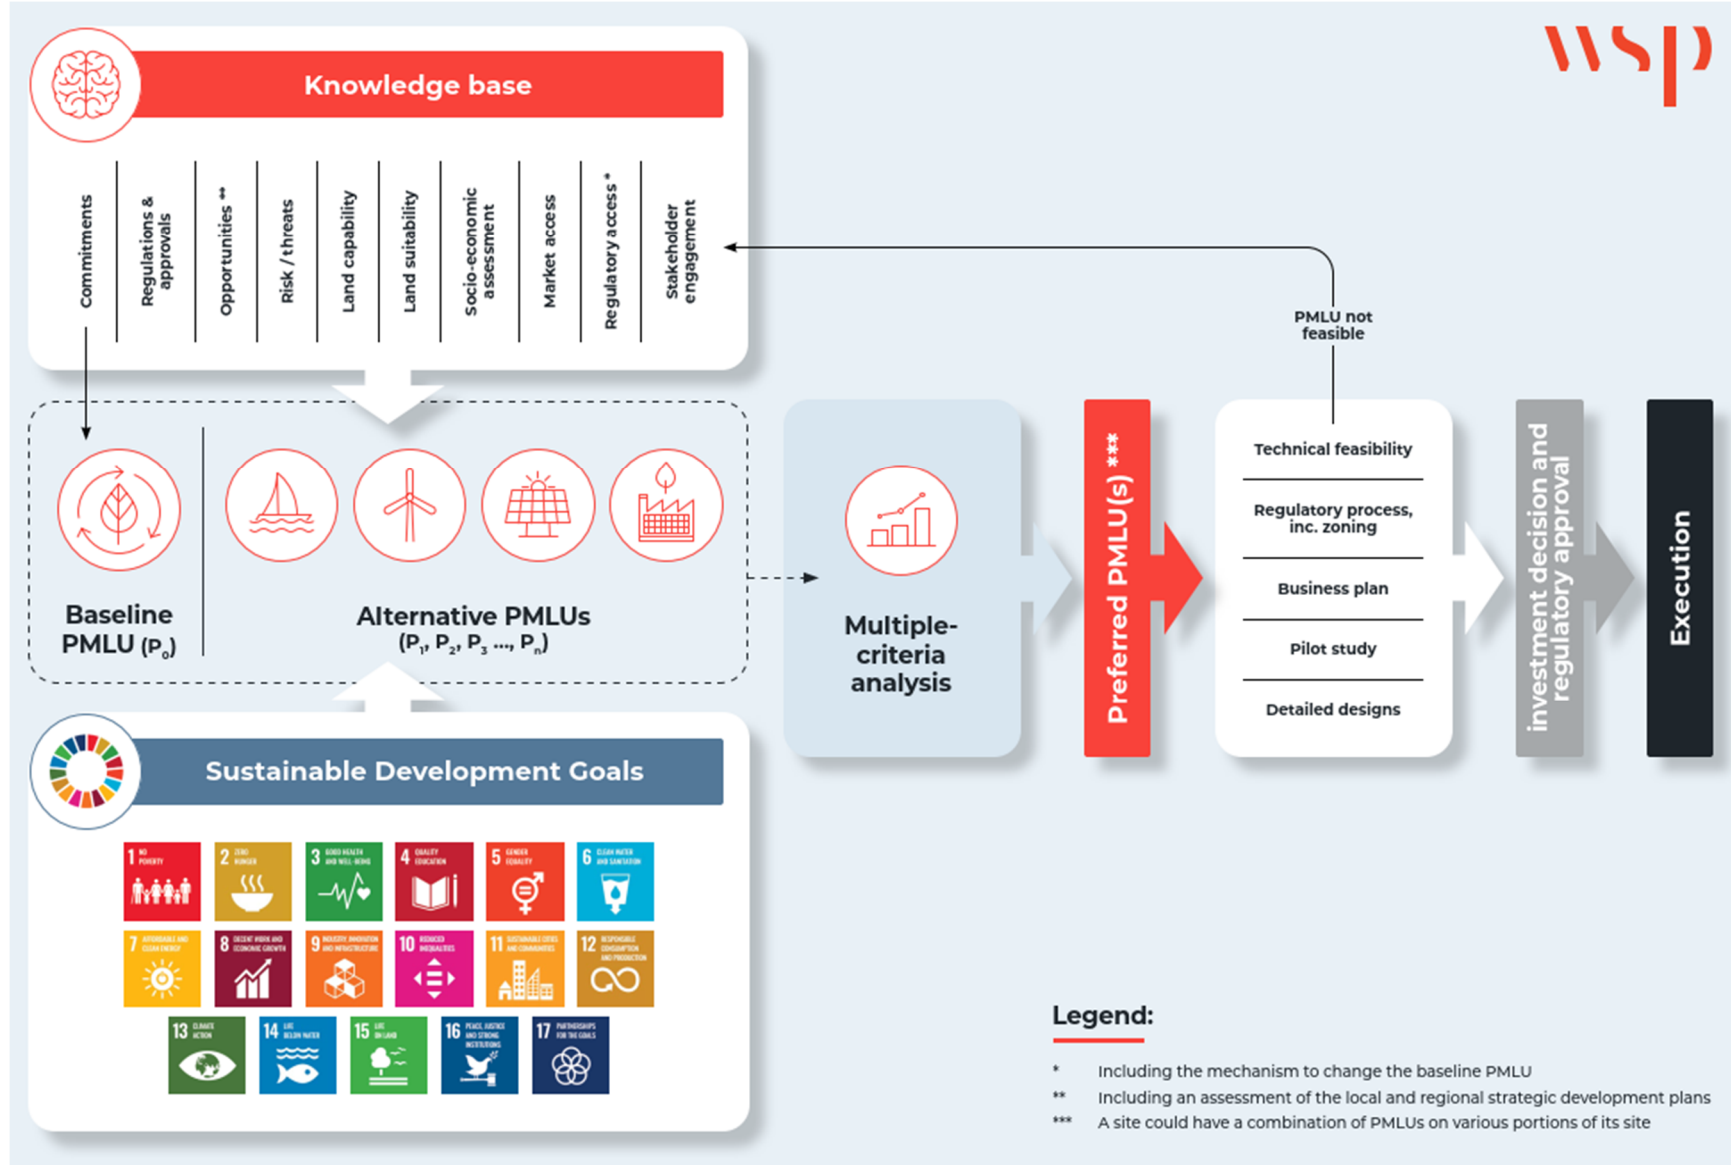 wsp
Knowledge base
Commitments
Regulations &
approvals
Opportunities **
Risk / threats
Land capability
Land suitability
Socio-economic
assessment
Market access
Regulatory access *
Stakeholder
engagement
PMLU not
feasible
Baseline
PMLU (P0)
Alternative PMLUs
(P1, P2, P3 ..., Pn)
Multiple-
criteria
analysis
Preferred PMLU(s) ***
Technical feasibility
Regulatory process,
inc. zoning
Business plan
Pilot study
Detailed designs
investment decision and
regulatory approval
Execution
Sustainable Development Goals
1 NO
POVERTY
2 ZERO
HUNGER
3 GOOD HEALTH
AND WELL-BEING
4 QUALITY
EDUCATION
5 GENDER
EQUALITY
6 CLEAN WATER
AND SANITATION
7 AFFORDABLE AND
CLEAN ENERGY
8 DECENT WORK AND
ECONOMIC GROWTH
9 INDUSTRY, INNOVATION
AND INFRASTRUCTURE
10 REDUCED
INEQUALITIES
11 SUSTAINABLE CITIES
AND COMMUNITIES
12 RESPONSIBLE
CONSUMPTION
AND PRODUCTION
13 CLIMATE
ACTION
14 LIFE
BELOW WATER
15 LIFE
ON LAND
16 PEACE, JUSTICE
AND STRONG
INSTITUTIONS
17 PARTNERSHIPS
FOR THE GOALS
Legend:
* Including the mechanism to change the baseline PMLU
** Including an assessment of the local and regional strategic development plans
*** A site could have a combination of PMLUs on various portions of its site